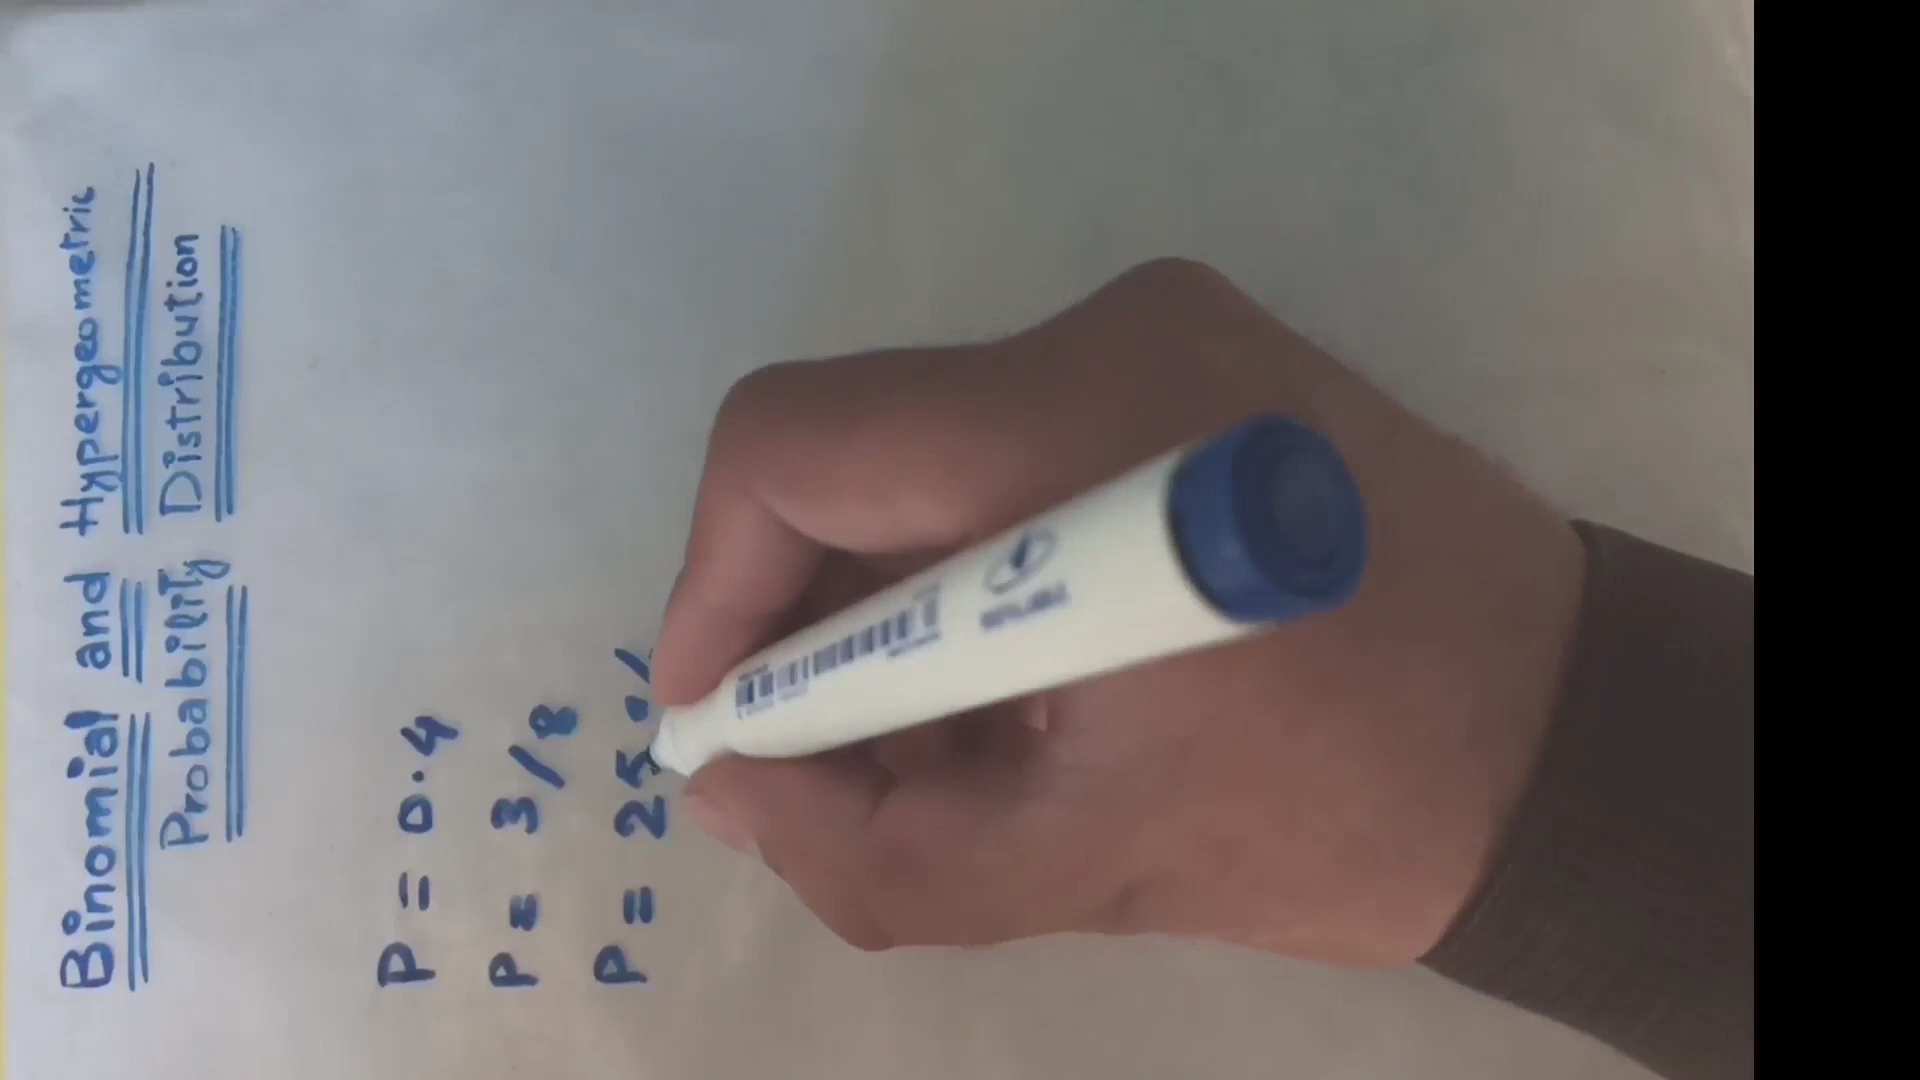 Binomial and Hypergeometric
Probability Distribution
P = 0.4
P = 3/8
P = 25%